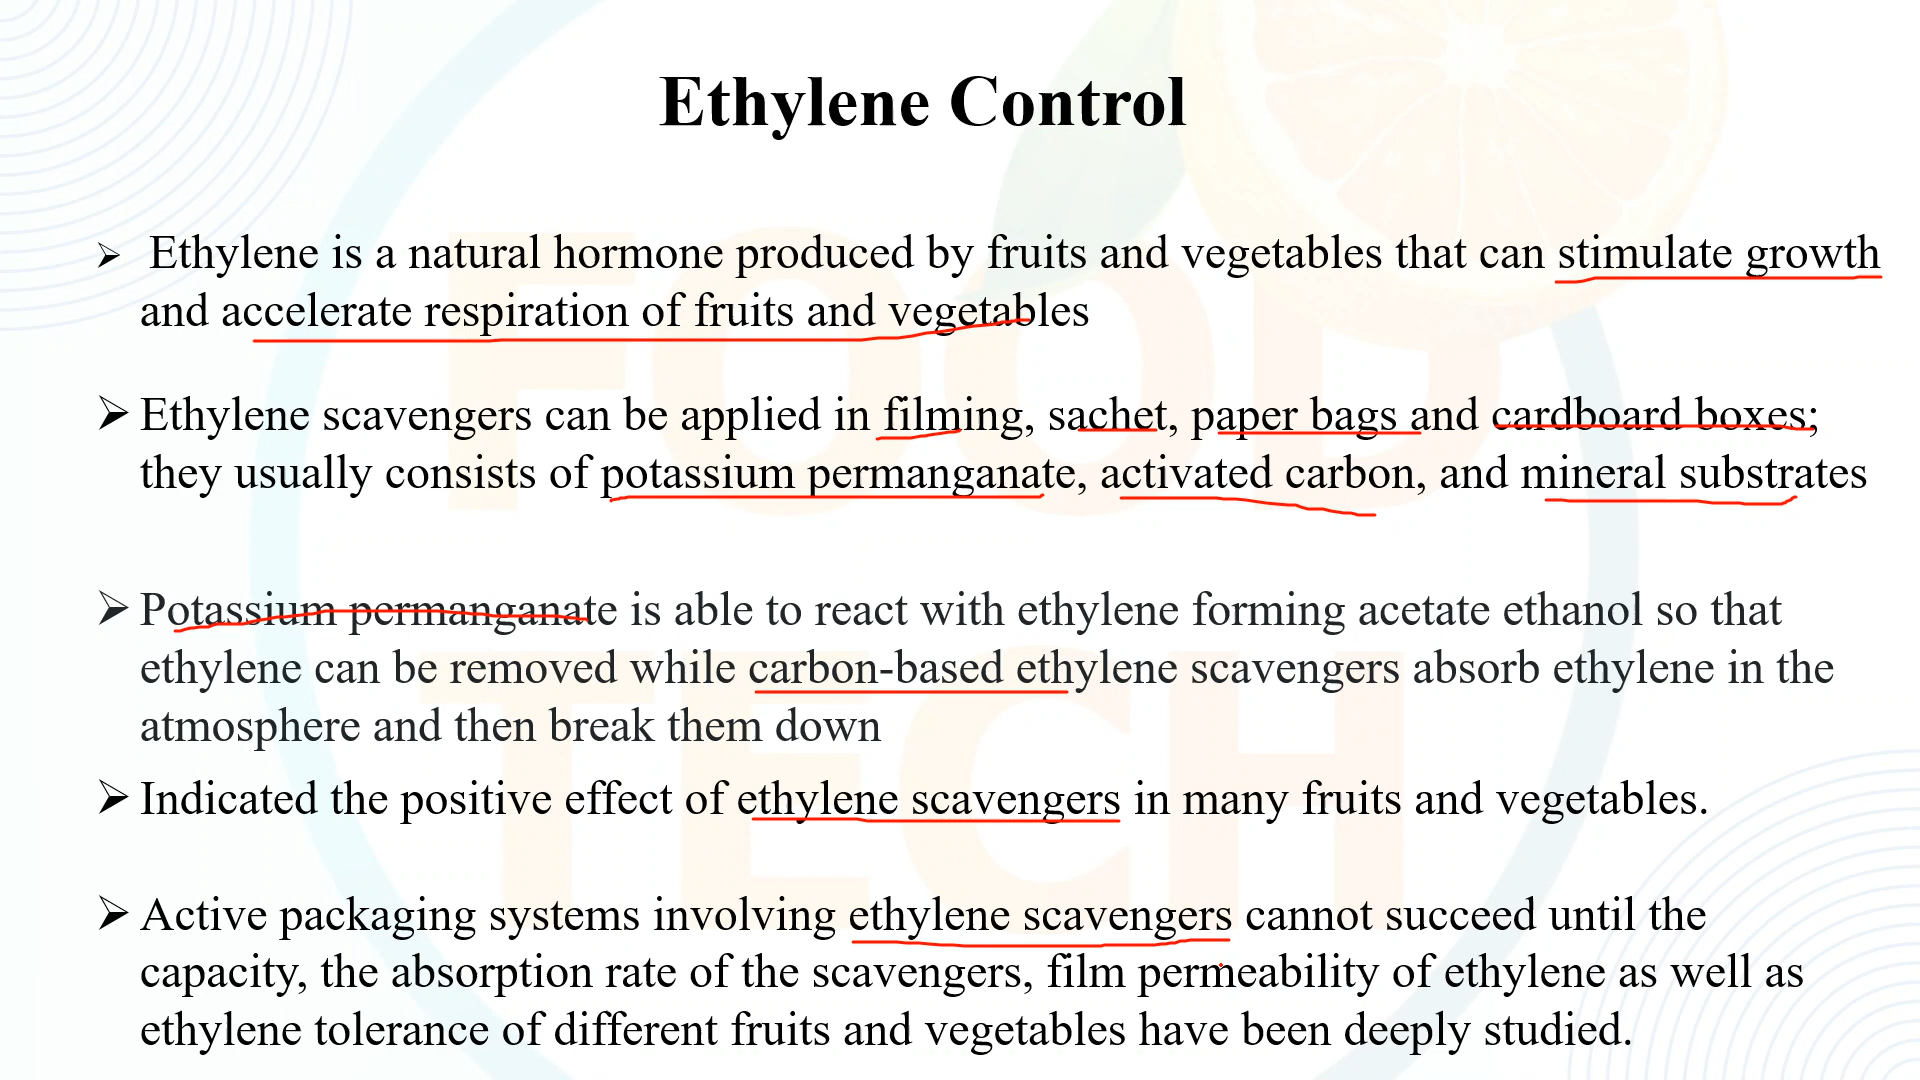 Ethylene Control
➢ Ethylene is a natural hormone produced by fruits and vegetables that can stimulate growth
and accelerate respiration of fruits and vegetables
➢ Ethylene scavengers can be applied in filming, sachet, paper bags and cardboard boxes;
they usually consists of potassium permanganate, activated carbon, and mineral substrates
➢ Potassium permanganate is able to react with ethylene forming acetate ethanol so that
ethylene can be removed while carbon-based ethylene scavengers absorb ethylene in the
atmosphere and then break them down
➢ Indicated the positive effect of ethylene scavengers in many fruits and vegetables.
➢ Active packaging systems involving ethylene scavengers cannot succeed until the
capacity, the absorption rate of the scavengers, film permeability of ethylene as well as
ethylene tolerance of different fruits and vegetables have been deeply studied.
FOOD
TECH